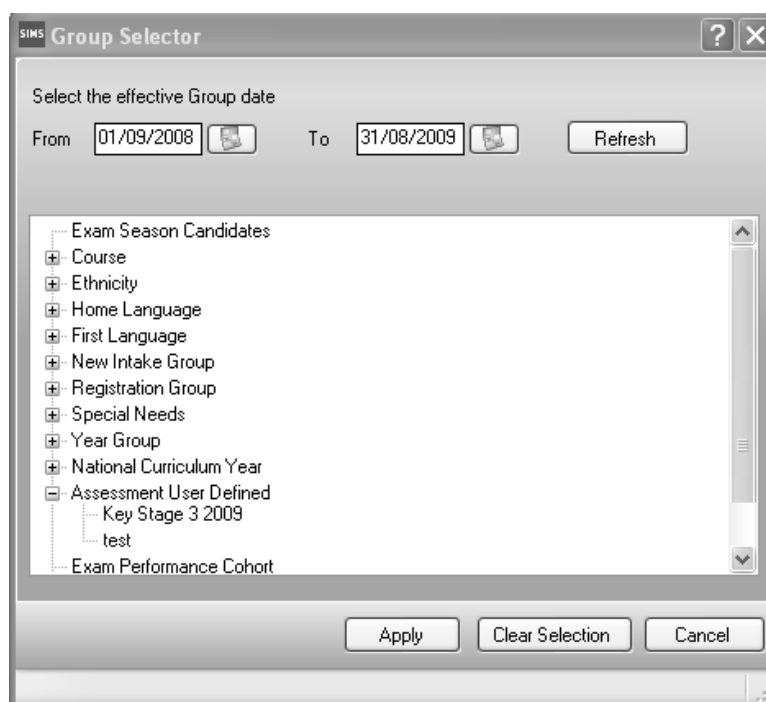 SIMS Group Selector
Select the effective Group date
From 01/09/2008 To 31/08/2009 Refresh
Exam Season Candidates
Course
Ethnicity
Home Language
First Language
New Intake Group
Registration Group
Special Needs
Year Group
National Curriculum Year
Assessment User Defined
Key Stage 3 2009
test
Exam Performance Cohort
Apply Clear Selection Cancel